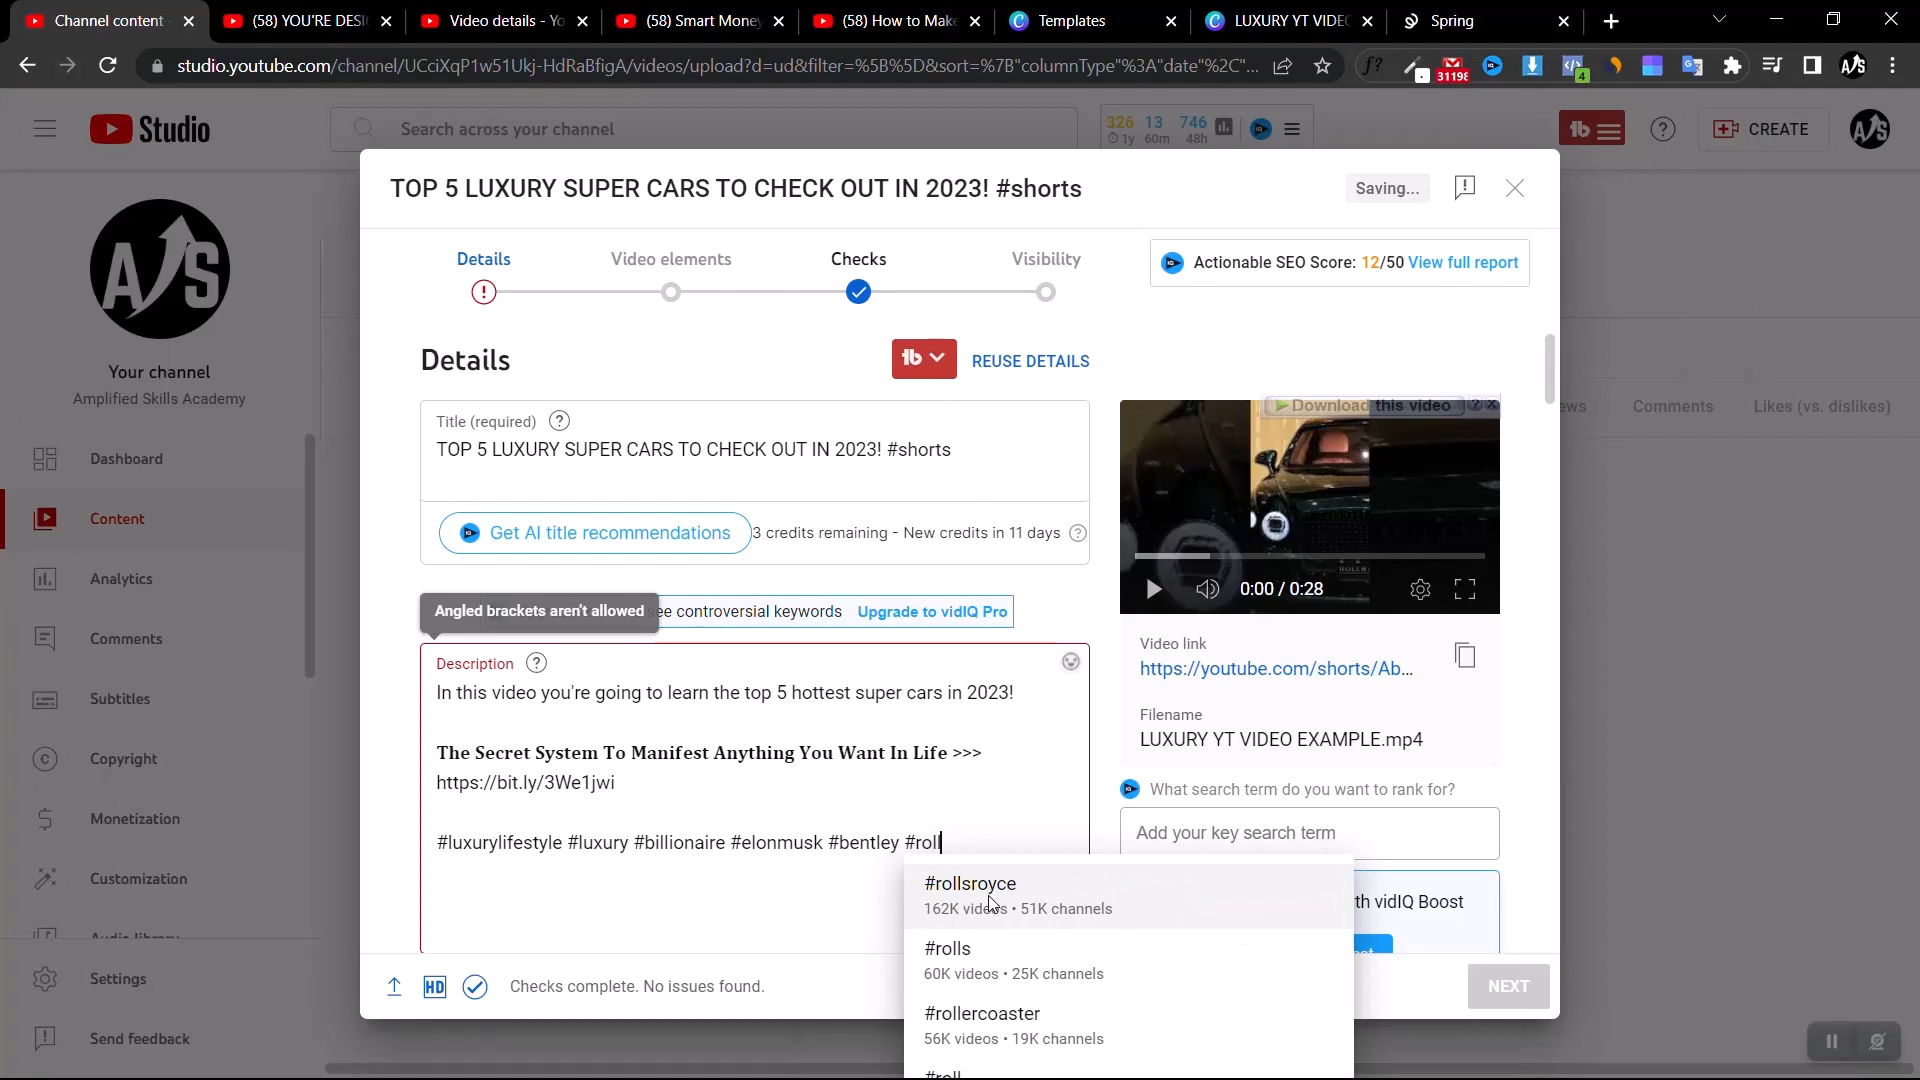 Channel content
(58) YOU'RE DESI
Video details - Yo
(58) Smart Money
(58) How to Make
Templates
LUXURY YT VIDEO
Spring
studio.youtube.com/channel/UCciXqP1w51Ukj-HdRaBfigA/videos/upload?d=ud&filter=%5B%5D&sort=%7B"columnType"%3A"date"%2C"...
31198
4
Studio
Search across your channel
326 13 746
1y 60m 48h
CREATE
TOP 5 LUXURY SUPER CARS TO CHECK OUT IN 2023! #shorts
Saving...
Details
Video elements
Checks
Visibility
Actionable SEO Score: 12/50 View full report
Your channel
Amplified Skills Academy
Details
REUSE DETAILS
Title (required)
TOP 5 LUXURY SUPER CARS TO CHECK OUT IN 2023! #shorts
Download this video
Comments
Likes (vs. dislikes)
Get AI title recommendations
3 credits remaining - New credits in 11 days
Angled brackets aren't allowed
see controversial keywords Upgrade to vidIQ Pro
0:00 / 0:28
Description
In this video you're going to learn the top 5 hottest super cars in 2023!
The Secret System To Manifest Anything You Want In Life >>>
https://bit.ly/3We1jwi
#luxurylifestyle #luxury #billionaire #elonmusk #bentley #roll
Video link
https://youtube.com/shorts/Ab...
Filename
LUXURY YT VIDEO EXAMPLE.mp4
What search term do you want to rank for?
Add your key search term
th vidIQ Boost
#rollsroyce
162K videos • 51K channels
#rolls
60K videos • 25K channels
#rollercoaster
56K videos • 19K channels
#roll
Dashboard
Content
Analytics
Comments
Subtitles
Copyright
Monetization
Customization
Audio library
Settings
Send feedback
HD
Checks complete. No issues found.
NEXT